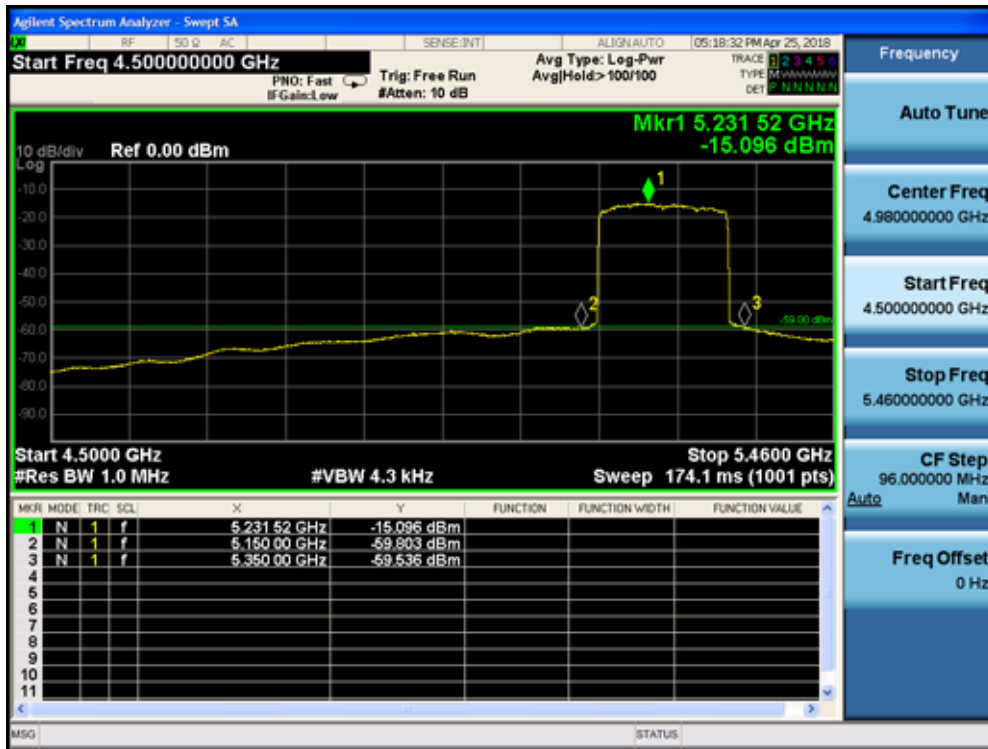 Agilent Spectrum Analyzer - Swept SA
RF 50 Ω AC SENSE:INT ALIGN AUTO 05:18:32 PM Apr 25, 2018
Start Freq 4.500000000 GHz
PNO: Fast
IFGain:Low
Trig: Free Run
#Atten: 10 dB
Avg Type: Log-Pwr
Avg|Hold:>100/100
TRACE 1 2 3 4 5 6
TYPE M
DET P N N N N N
Mkr1 5.231 52 GHz
-15.096 dBm
10 dB/div Ref 0.00 dBm
Log
-10.0
-20.0
-30.0
-40.0
-50.0
-60.0
-70.0
-80.0
-90.0
1
2
3
-59.00 dBm
Start 4.5000 GHz Stop 5.4600 GHz
#Res BW 1.0 MHz #VBW 4.3 kHz Sweep 174.1 ms (1001 pts)
MKR MODE TRC SCL X Y FUNCTION FUNCTION WIDTH FUNCTION VALUE
1 N 1 f 5.231 52 GHz -15.096 dBm
2 N 1 f 5.150 00 GHz -59.803 dBm
3 N 1 f 5.350 00 GHz -59.536 dBm
4
5
6
7
8
9
10
11
MSG STATUS
Frequency
Auto Tune
Center Freq
4.980000000 GHz
Start Freq
4.500000000 GHz
Stop Freq
5.460000000 GHz
CF Step
96.000000 MHz
Auto Man
Freq Offset
0 Hz